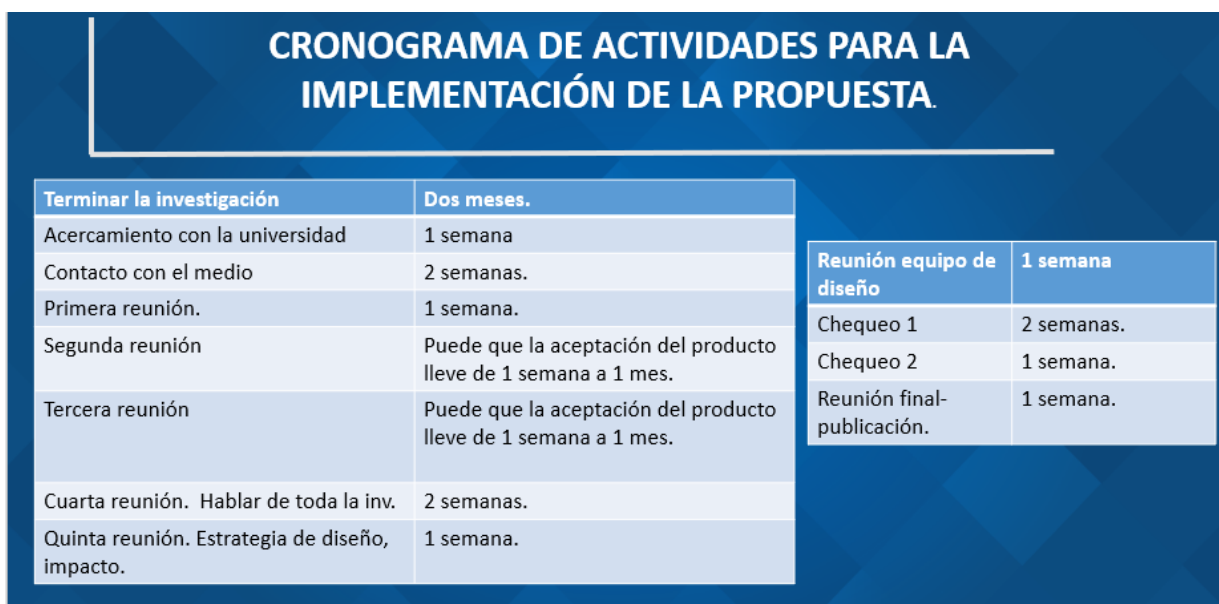 CRONOGRAMA DE ACTIVIDADES PARA LA
IMPLEMENTACIÓN DE LA PROPUESTA.
Terminar la investigación Dos meses.
Acercamiento con la universidad 1 semana
Contacto con el medio 2 semanas.
Primera reunión. 1 semana.
Segunda reunión Puede que la aceptación del producto
lleve de 1 semana a 1 mes.
Tercera reunión Puede que la aceptación del producto
lleve de 1 semana a 1 mes.
Cuarta reunión.  Hablar de toda la inv. 2 semanas.
Quinta reunión. Estrategia de diseño, 1 semana.
impacto.
Reunión equipo de 1 semana
diseño
Chequeo 1 2 semanas.
Chequeo 2 1 semana.
Reunión final- 1 semana.
publicación.